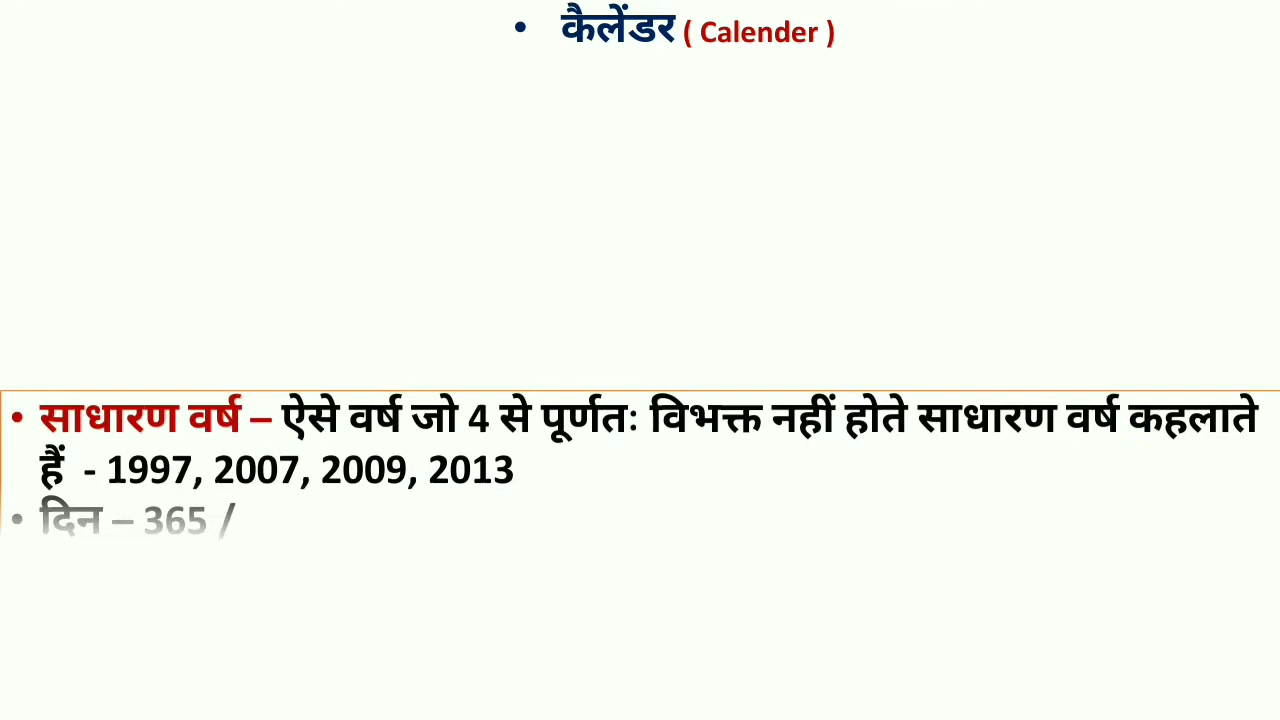 • कैलेंडर ( Calender )
• साधारण वर्ष – ऐसे वर्ष जो 4 से पूर्णतः विभक्त नहीं होते साधारण वर्ष कहलाते
हैं - 1997, 2007, 2009, 2013
• दिन – 365 /